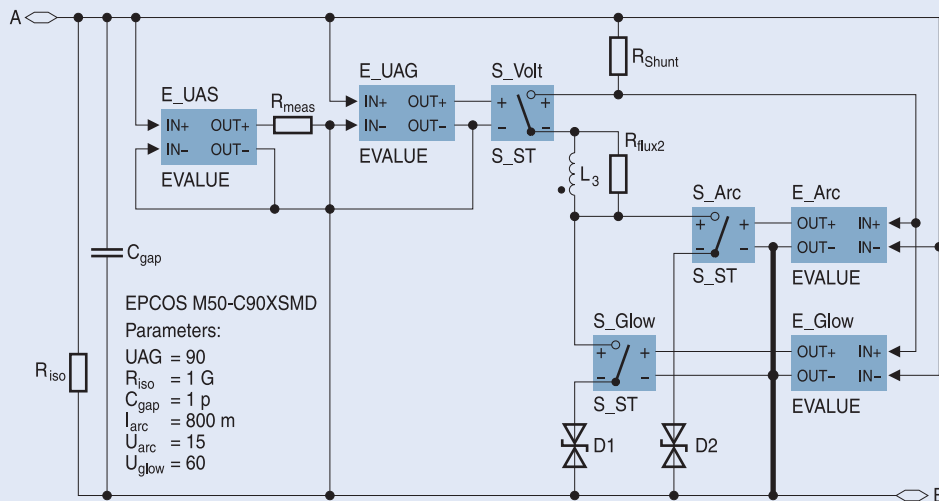 A
E_UAS
IN+ OUT+
IN− OUT−
EVALUE
Rmeas
E_UAG
IN+ OUT+
IN− OUT−
EVALUE
S_Volt
+ +
− −
S_ST
RShunt
L3
Rflux2
S_Arc
+ +
− −
S_ST
E_Arc
OUT+ IN+
OUT− IN−
EVALUE
S_Glow
+ +
− −
S_ST
E_Glow
OUT+ IN+
OUT− IN−
EVALUE
Cgap
Riso
EPCOS M50-C90XSMD
Parameters:
UAG = 90
Riso = 1 G
Cgap = 1 p
Iarc = 800 m
Uarc = 15
Uglow = 60
D1
D2